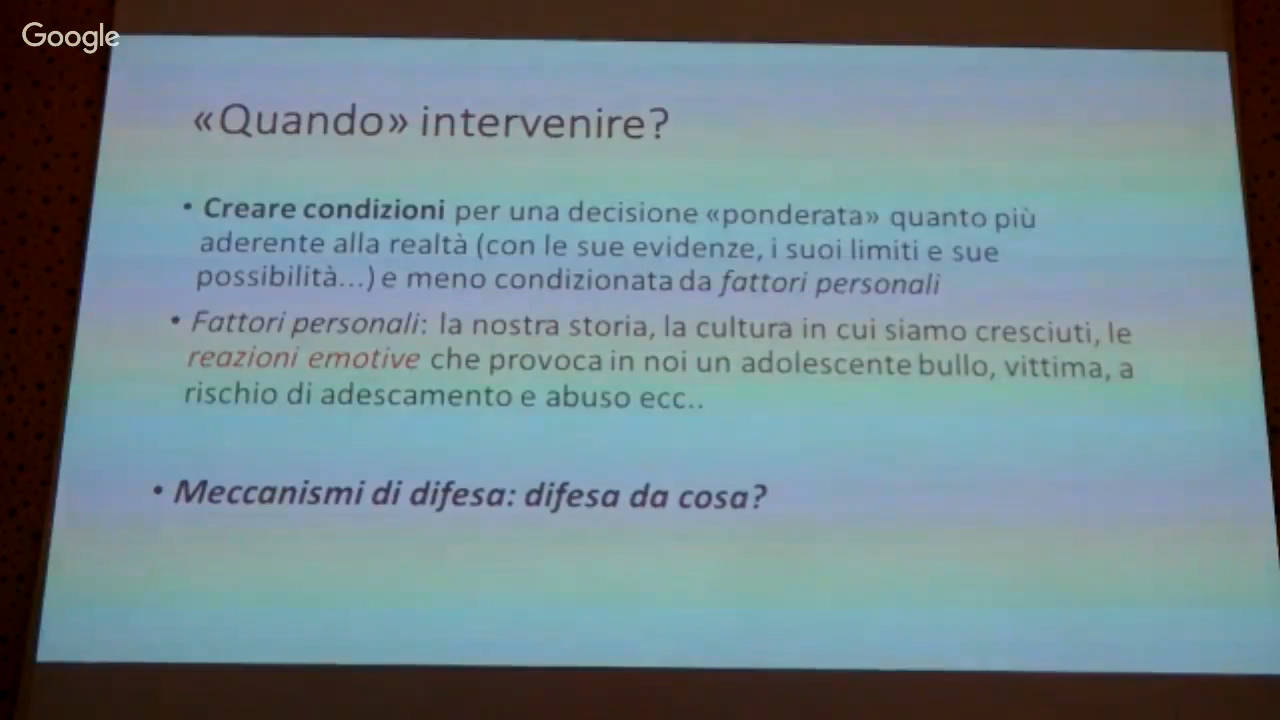 Google
«Quando» intervenire?
• Creare condizioni per una decisione «ponderata» quanto più
aderente alla realtà (con le sue evidenze, i suoi limiti e sue
possibilità...) e meno condizionata da fattori personali
• Fattori personali: la nostra storia, la cultura in cui siamo cresciuti, le
reazioni emotive che provoca in noi un adolescente bullo, vittima, a
rischio di adescamento e abuso ecc..
• Meccanismi di difesa: difesa da cosa?